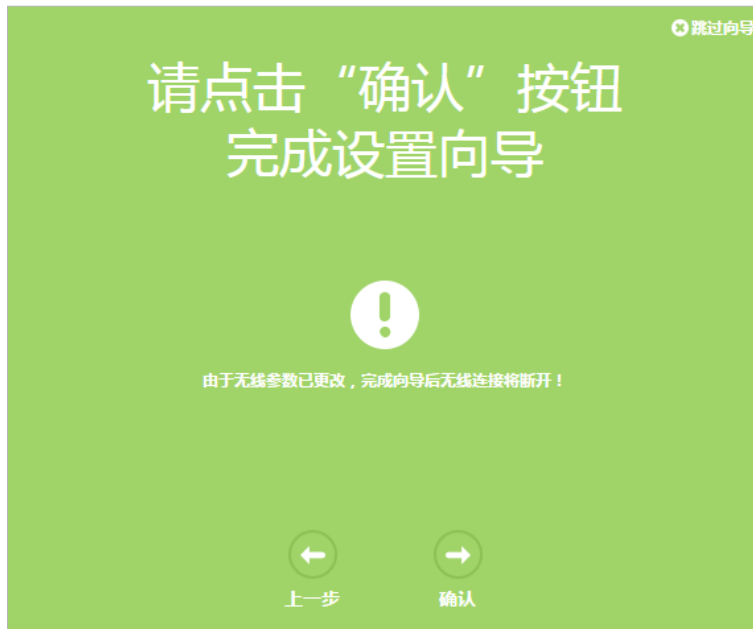 跳过向导
请点击“确认”按钮
完成设置向导
由于无线参数已更改，完成向导后无线连接将断开！
上一步
确认